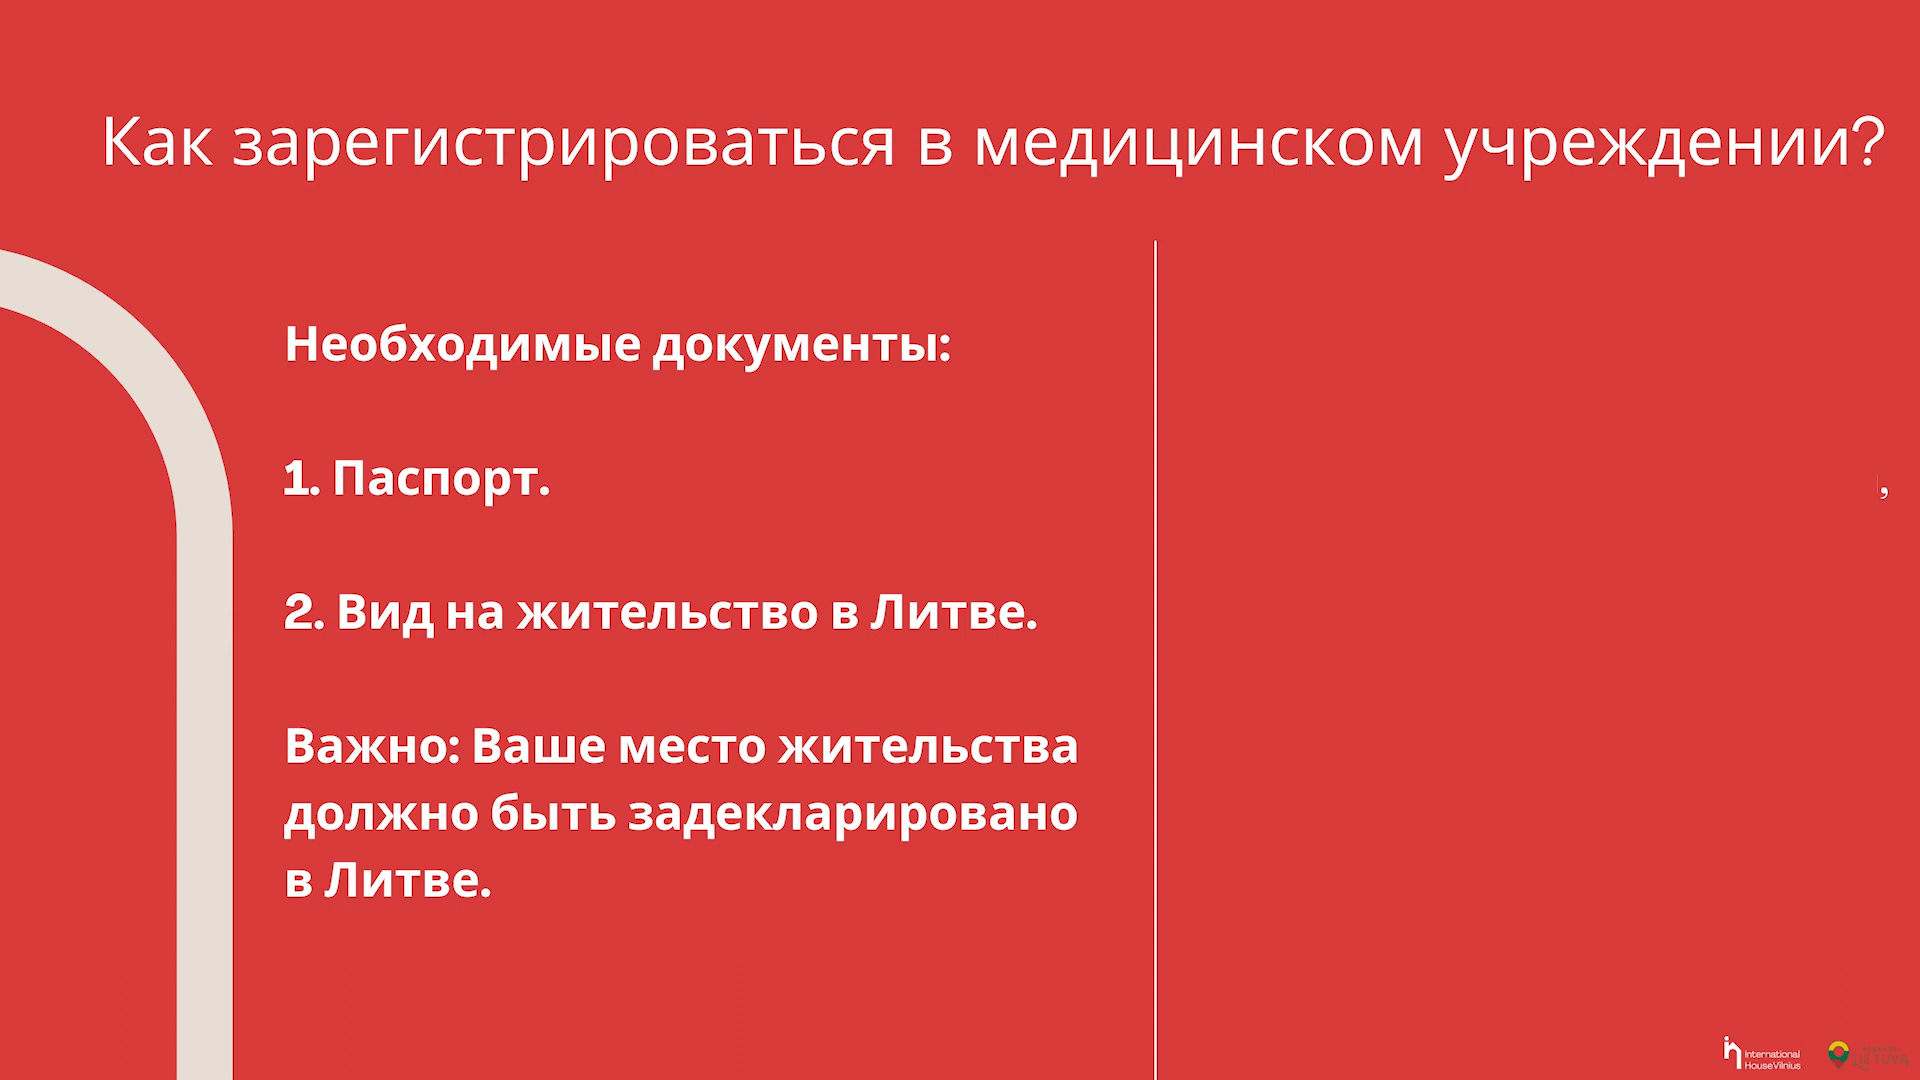 Как зарегистрироваться в медицинском учреждении?
Необходимые документы:
1. Паспорт.
2. Вид на жительство в Литве.
Важно: Ваше место жительства
должно быть задекларировано
в Литве.
,
International
House Vilnius
LIETUVA